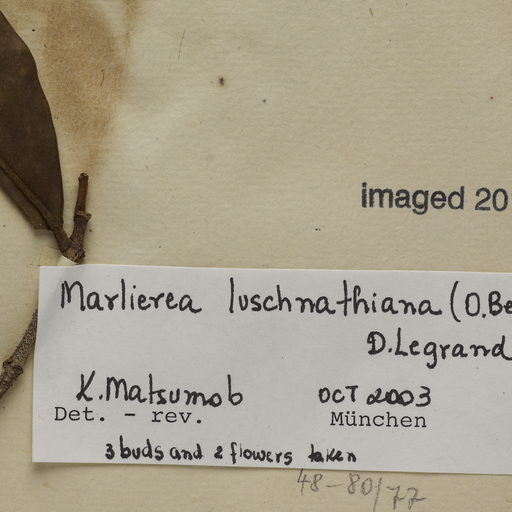 imaged 20
Marlierea luschnathiana (O.Be
D.Legrand
K.Matsumob OCT 2003
Det. - rev. München
3 buds and 2 flowers taken
48-80/77